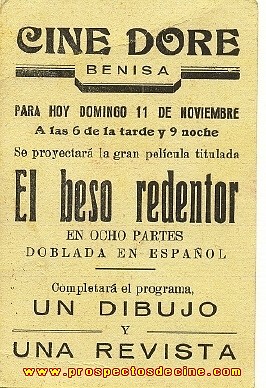 CINE DORE
BENISA
PARA HOY DOMINGO 11 DE NOVIEMBRE
A las 6 de la tarde y 9 noche
Se proyectará la gran película titulada
El beso redentor
EN OCHO PARTES
DOBLADA EN ESPAÑOL
Completará el programa,
UN DIBUJO
Y
UNA REVISTA
www.prospectosdecine.com